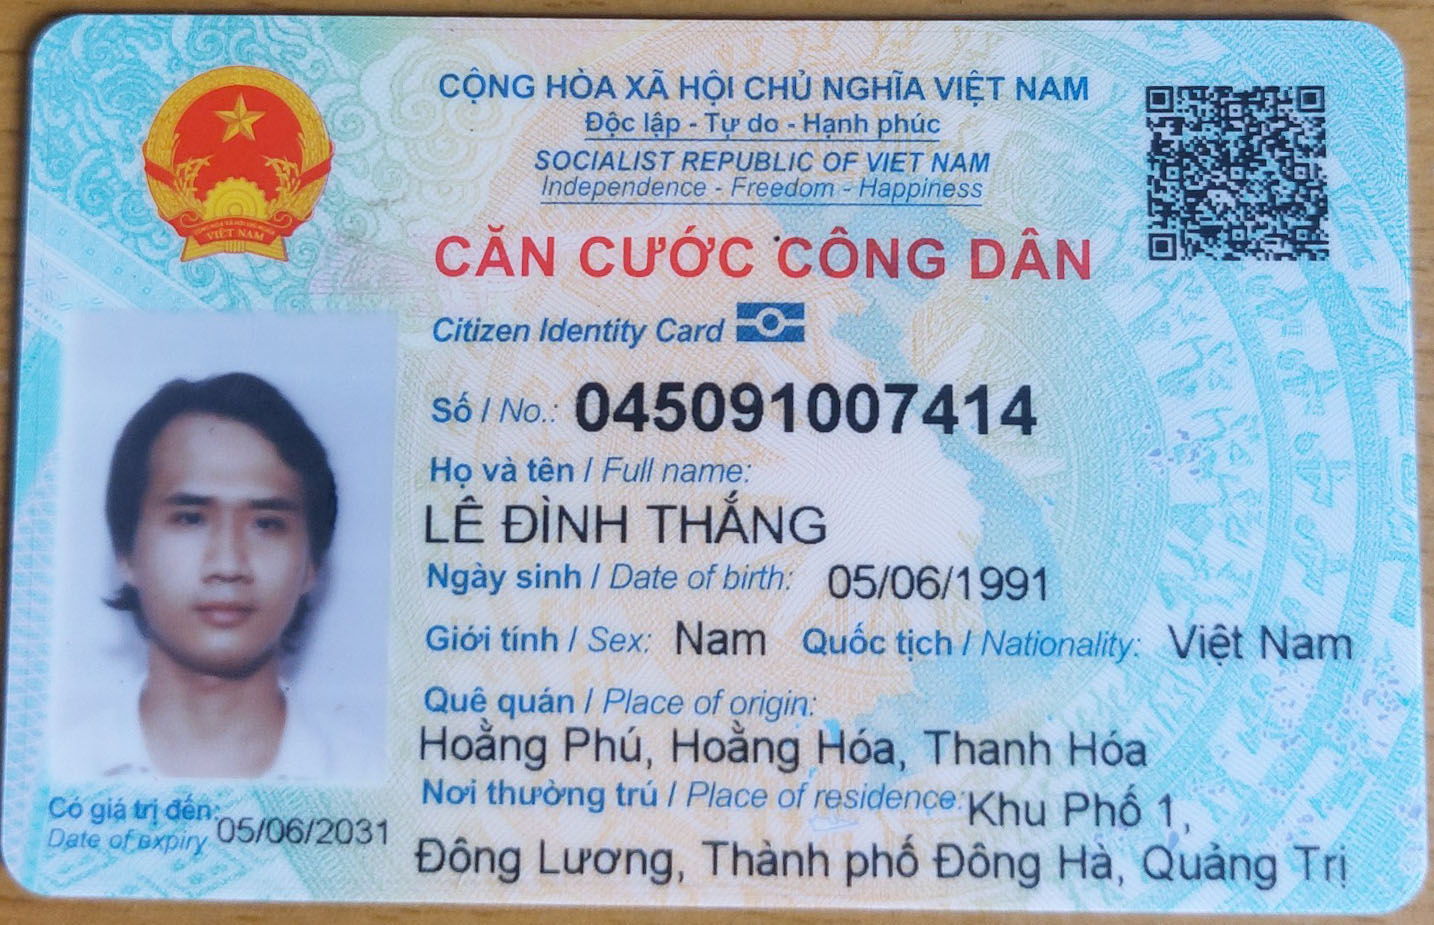 CỘNG HÒA XÃ HỘI CHỦ NGHĨA VIỆT NAM
Độc lập - Tự do - Hạnh phúc
SOCIALIST REPUBLIC OF VIET NAM
Independence - Freedom - Happiness
VIỆT NAM
CĂN CƯỚC CÔNG DÂN
Citizen Identity Card
Số / No.: 045091007414
Họ và tên / Full name:
LÊ ĐÌNH THẮNG
Ngày sinh / Date of birth: 05/06/1991
Giới tính / Sex: Nam Quốc tịch / Nationality: Việt Nam
Quê quán / Place of origin:
Hoằng Phú, Hoằng Hóa, Thanh Hóa
Nơi thường trú / Place of residence: Khu Phố 1,
Đông Lương, Thành phố Đông Hà, Quảng Trị
Có giá trị đến: 05/06/2031
Date of expiry